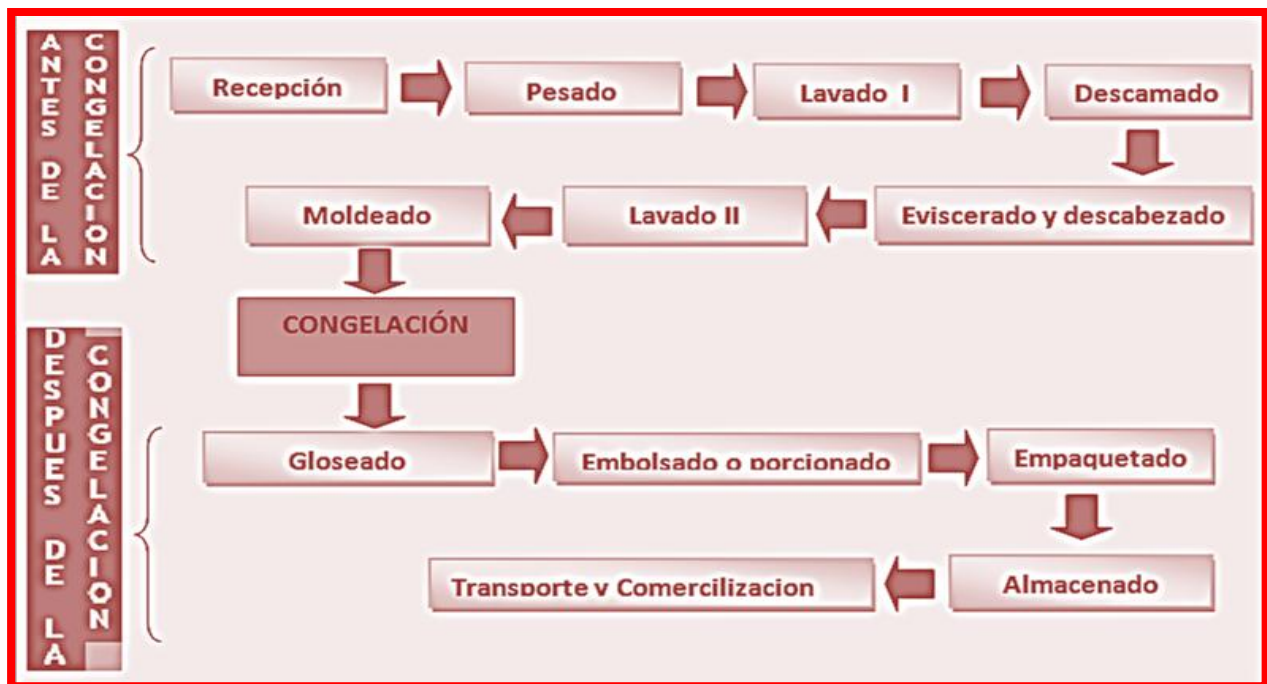 ANTES DE LA
CONGELACION
Recepción
Pesado
Lavado I
Descamado
Eviscerado y descabezado
Lavado II
Moldeado
CONGELACIÓN
DESPUES DE LA
CONGELACION
Gloseado
Embolsado o porcionado
Empaquetado
Almacenado
Transporte y Comercilizacion